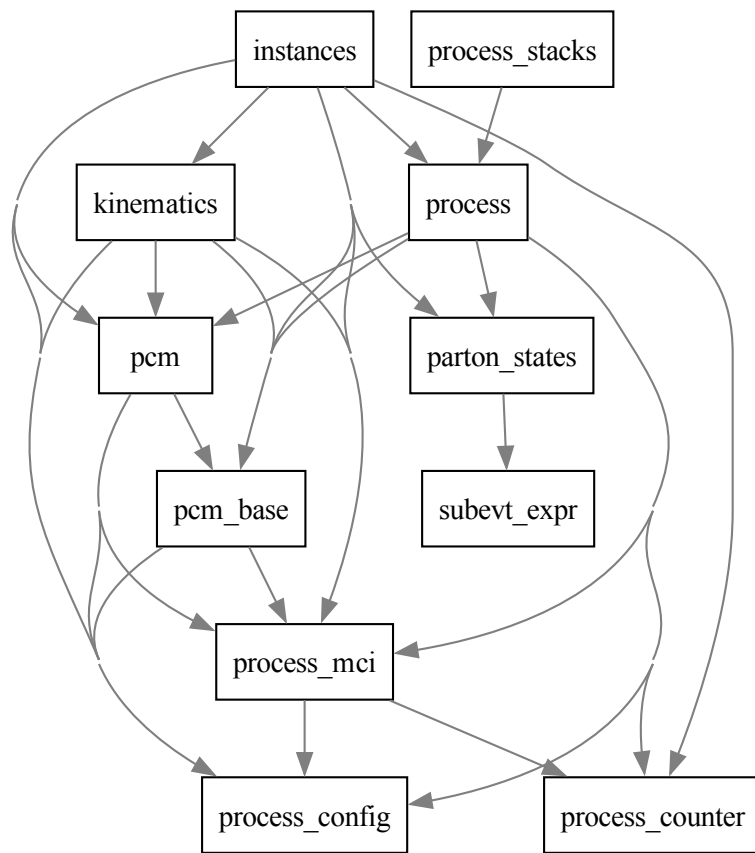 instances
process_stacks
kinematics
process
pcm
parton_states
pcm_base
subevt_expr
process_mci
process_config
process_counter